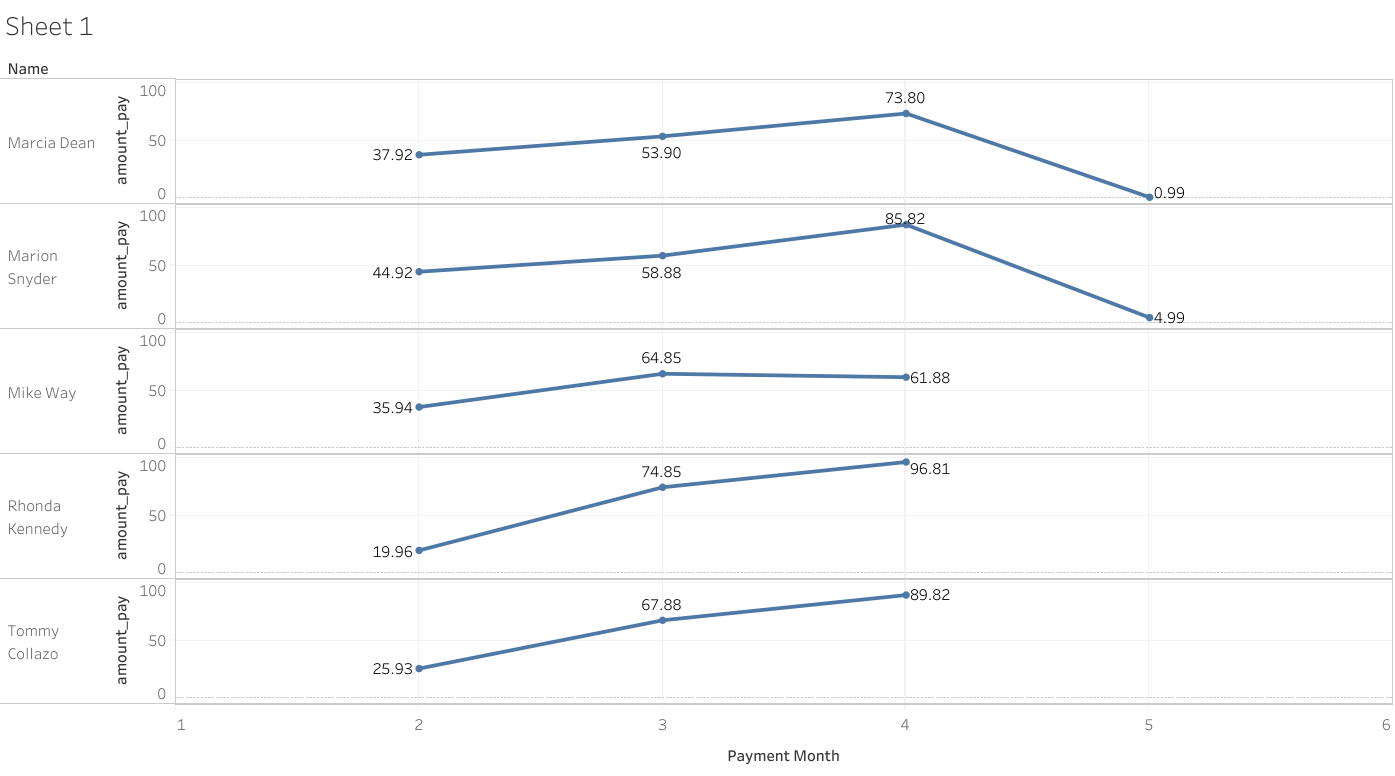 Sheet 1
Name
Marcia Dean
amount_pay
100
50
0
37.92
53.90
73.80
0.99
Marion
Snyder
amount_pay
100
50
0
44.92
58.88
85.82
4.99
Mike Way
amount_pay
100
50
0
35.94
64.85
61.88
Rhonda
Kennedy
amount_pay
100
50
0
19.96
74.85
96.81
Tommy
Collazo
amount_pay
100
50
0
25.93
67.88
89.82
1 2 3 4 5 6
Payment Month